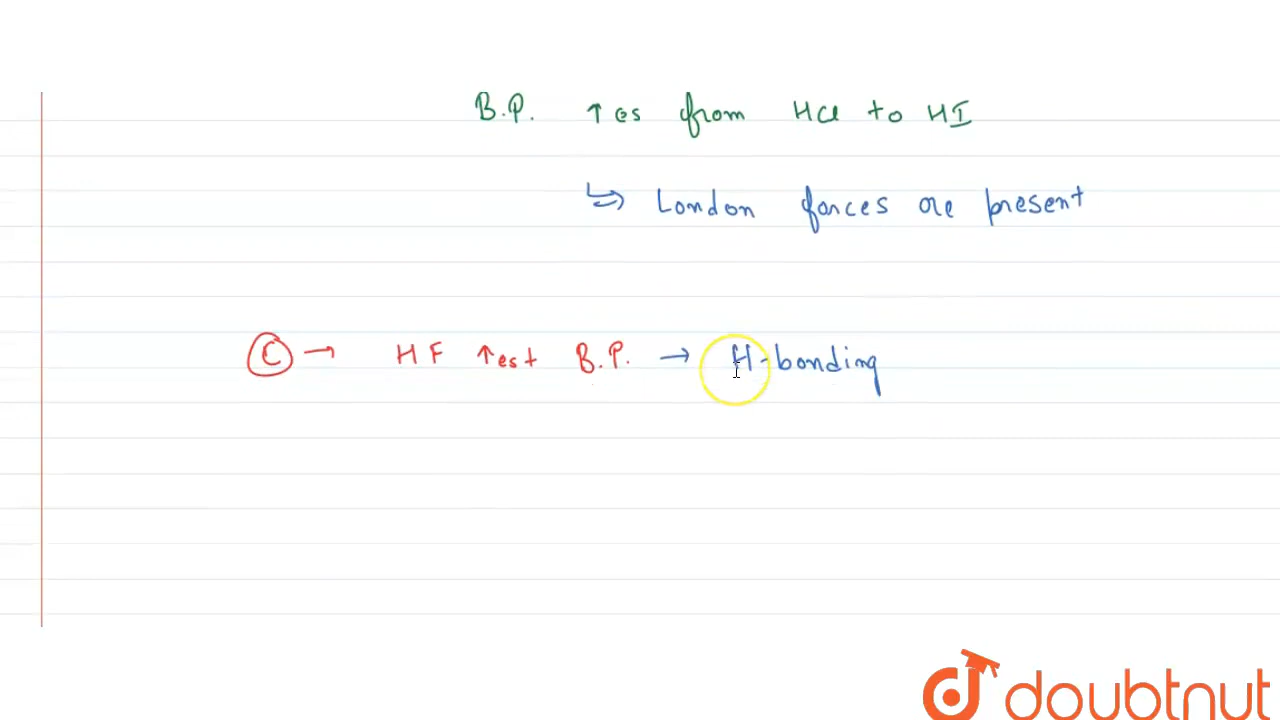 B.P. ↑es from HCl to HI
↳ London forces are present
C → HF ↑est B.P. → H-bonding
doubtnut